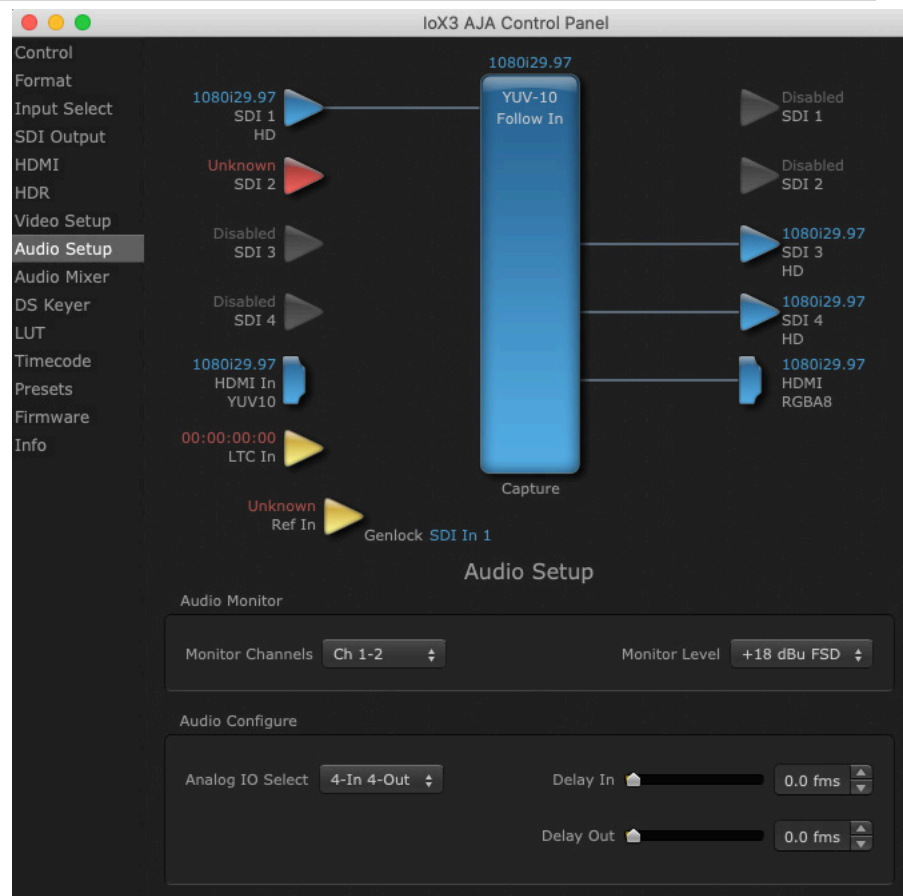 IoX3 AJA Control Panel
Control
Format
Input Select
SDI Output
HDMI
HDR
Video Setup
Audio Setup
Audio Mixer
DS Keyer
LUT
Timecode
Presets
Firmware
Info
1080i29.97
SDI 1
HD
Unknown
SDI 2
Disabled
SDI 3
Disabled
SDI 4
1080i29.97
HDMI In
YUV10
00:00:00:00
LTC In
Unknown
Ref In
Genlock SDI In 1
1080i29.97
YUV-10
Follow In
Capture
Disabled
SDI 1
Disabled
SDI 2
1080i29.97
SDI 3
HD
1080i29.97
SDI 4
HD
1080i29.97
HDMI
RGBA8
Audio Setup
Audio Monitor
Monitor Channels Ch 1-2 Monitor Level +18 dBu FSD
Audio Configure
Analog IO Select 4-In 4-Out Delay In 0.0 fms
Delay Out 0.0 fms